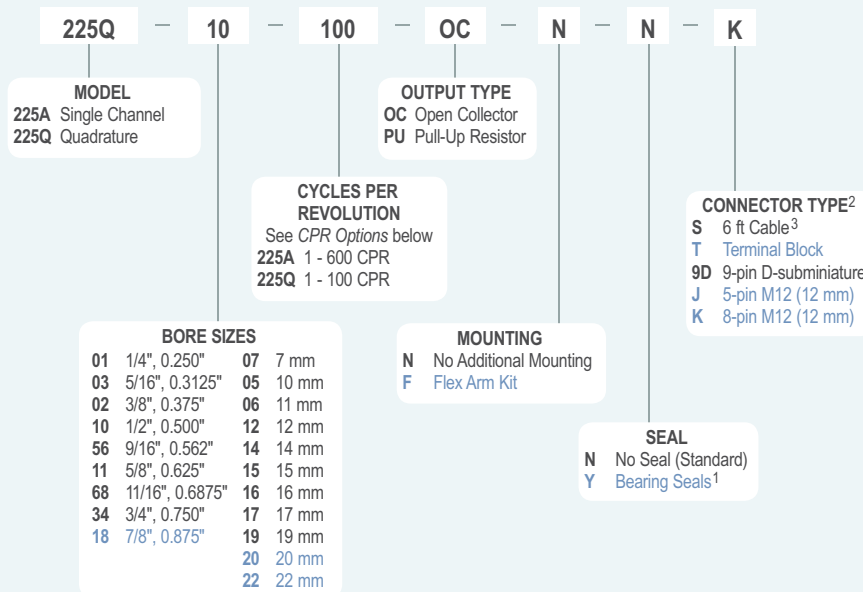 225Q — 10 — 100 — OC — N — N — K
MODEL
225A Single Channel
225Q Quadrature
OUTPUT TYPE
OC Open Collector
PU Pull-Up Resistor
CYCLES PER
REVOLUTION
See CPR Options below
225A 1 - 600 CPR
225Q 1 - 100 CPR
CONNECTOR TYPE2
S 6 ft Cable3
T Terminal Block
9D 9-pin D-subminiature
J 5-pin M12 (12 mm)
K 8-pin M12 (12 mm)
BORE SIZES
01 1/4", 0.250" 07 7 mm
03 5/16", 0.3125" 05 10 mm
02 3/8", 0.375" 06 11 mm
10 1/2", 0.500" 12 12 mm
56 9/16", 0.562" 14 14 mm
11 5/8", 0.625" 15 15 mm
68 11/16", 0.6875" 16 16 mm
34 3/4", 0.750" 17 17 mm
18 7/8", 0.875" 19 19 mm
20 20 mm
22 22 mm
MOUNTING
N No Additional Mounting
F Flex Arm Kit
SEAL
N No Seal (Standard)
Y Bearing Seals1